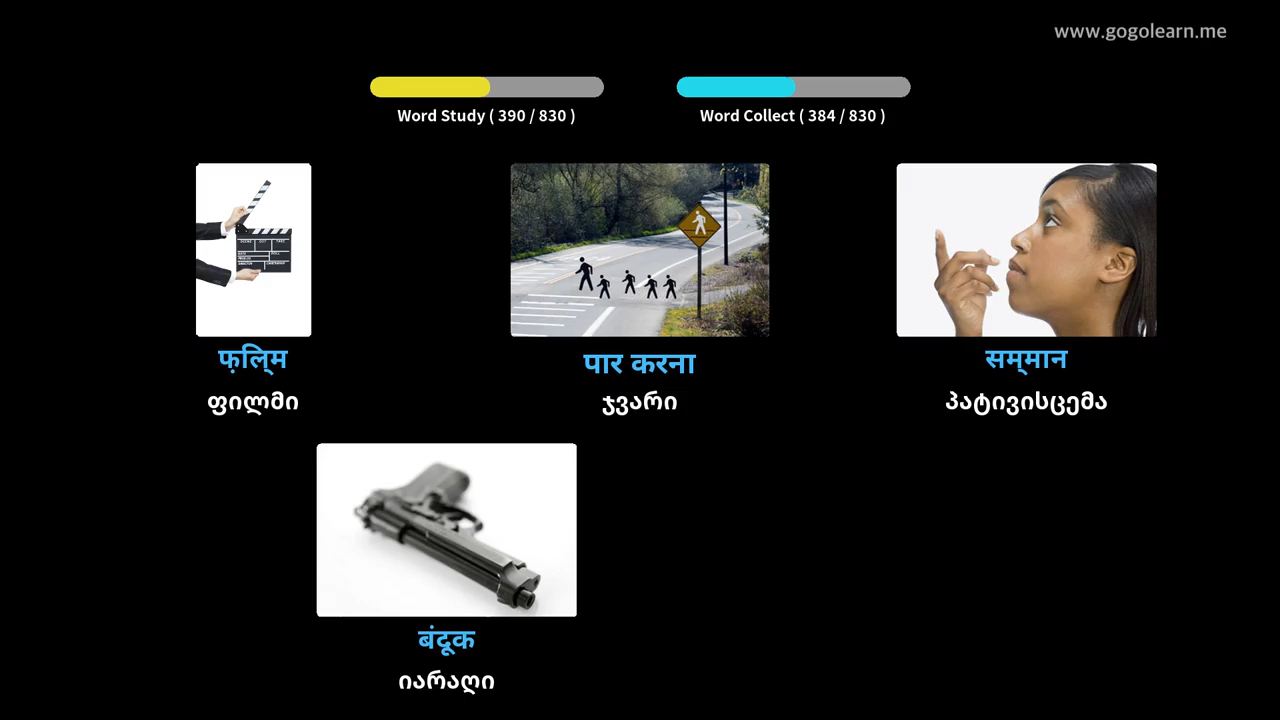 www.gogolearn.me
Word Study ( 390 / 830 )
Word Collect ( 384 / 830 )
फ़िल्म
ფილმი
पार करना
ჯვარი
सम्मान
პატივისცემა
बंदूक
იარაღი